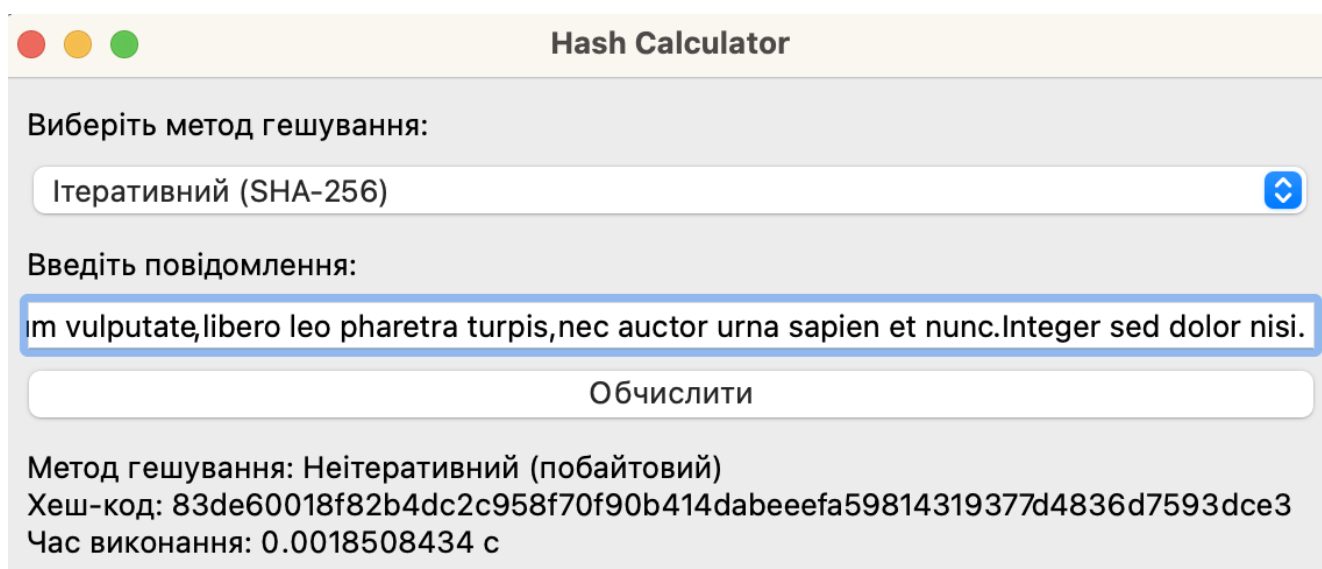 Hash Calculator
Виберіть метод гешування:
Ітеративний (SHA-256)
Введіть повідомлення:
vulputate,libero leo pharetra turpis,nec auctor urna sapien et nunc.Integer sed dolor nisi.
Обчислити
Метод гешування: Неітеративний (побайтовий)
Хеш-код: 83de60018f82b4dc2c958f70f90b414dabeeefa59814319377d4836d7593dce3
Час виконання: 0.0018508434 с